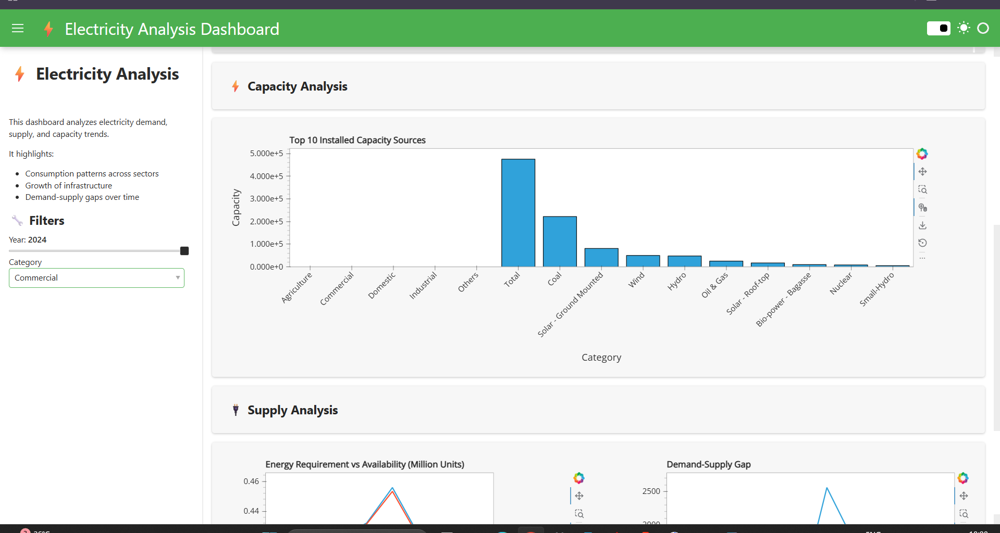 Electricity Analysis Dashboard
Electricity Analysis
This dashboard analyzes electricity demand,
supply, and capacity trends.
It highlights:
Consumption patterns across sectors
Growth of infrastructure
Demand-supply gaps over time
Filters
Year: 2024
Category
Commercial
Capacity Analysis
Top 10 Installed Capacity Sources
5.000e+5
4.000e+5
3.000e+5
2.000e+5
1.000e+5
0.000e+0
Capacity
Agriculture
Commercial
Domestic
Industrial
Others
Total
Coal
Solar - Ground Mounted
Wind
Hydro
Oil & Gas
Solar - Roof-top
Bio-power - Bagasse
Nuclear
Small-Hydro
Category
Supply Analysis
Energy Requirement vs Availability (Million Units)
0.46
0.44
Demand-Supply Gap
2500